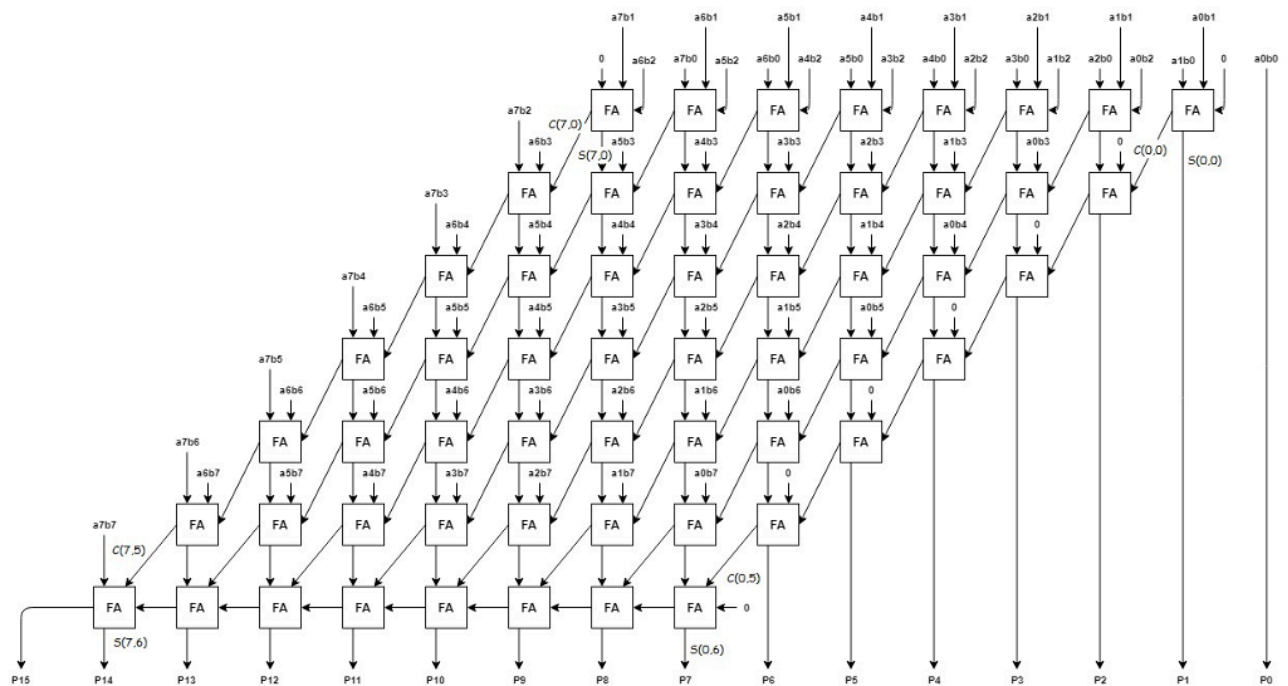 a7b1 a6b1 a5b1 a4b1 a3b1 a2b1 a1b1 a0b1
0 a6b2 a7b0 a5b2 a6b0 a4b2 a5b0 a3b2 a4b0 a2b2 a3b0 a1b2 a2b0 a0b2 a1b0 0 a0b0
FA FA FA FA FA FA FA FA
a7b2 C(7,0) S(7,0) C(0,0) S(0,0)
a6b3 a5b3 a4b3 a3b3 a2b3 a1b3 a0b3 0
FA FA FA FA FA FA FA FA
a7b3
a6b4 a5b4 a4b4 a3b4 a2b4 a1b4 a0b4 0
FA FA FA FA FA FA FA FA
a7b4
a6b5 a5b5 a4b5 a3b5 a2b5 a1b5 a0b5 0
FA FA FA FA FA FA FA FA
a7b5
a6b6 a5b6 a4b6 a3b6 a2b6 a1b6 a0b6 0
FA FA FA FA FA FA FA FA
a7b6
a6b7 a5b7 a4b7 a3b7 a2b7 a1b7 a0b7 0
FA FA FA FA FA FA FA FA
a7b7 C(7,5) C(0,5)
FA FA FA FA FA FA FA FA 0
S(7,6) S(0,6)
P15 P14 P13 P12 P11 P10 P9 P8 P7 P6 P5 P4 P3 P2 P1 P0